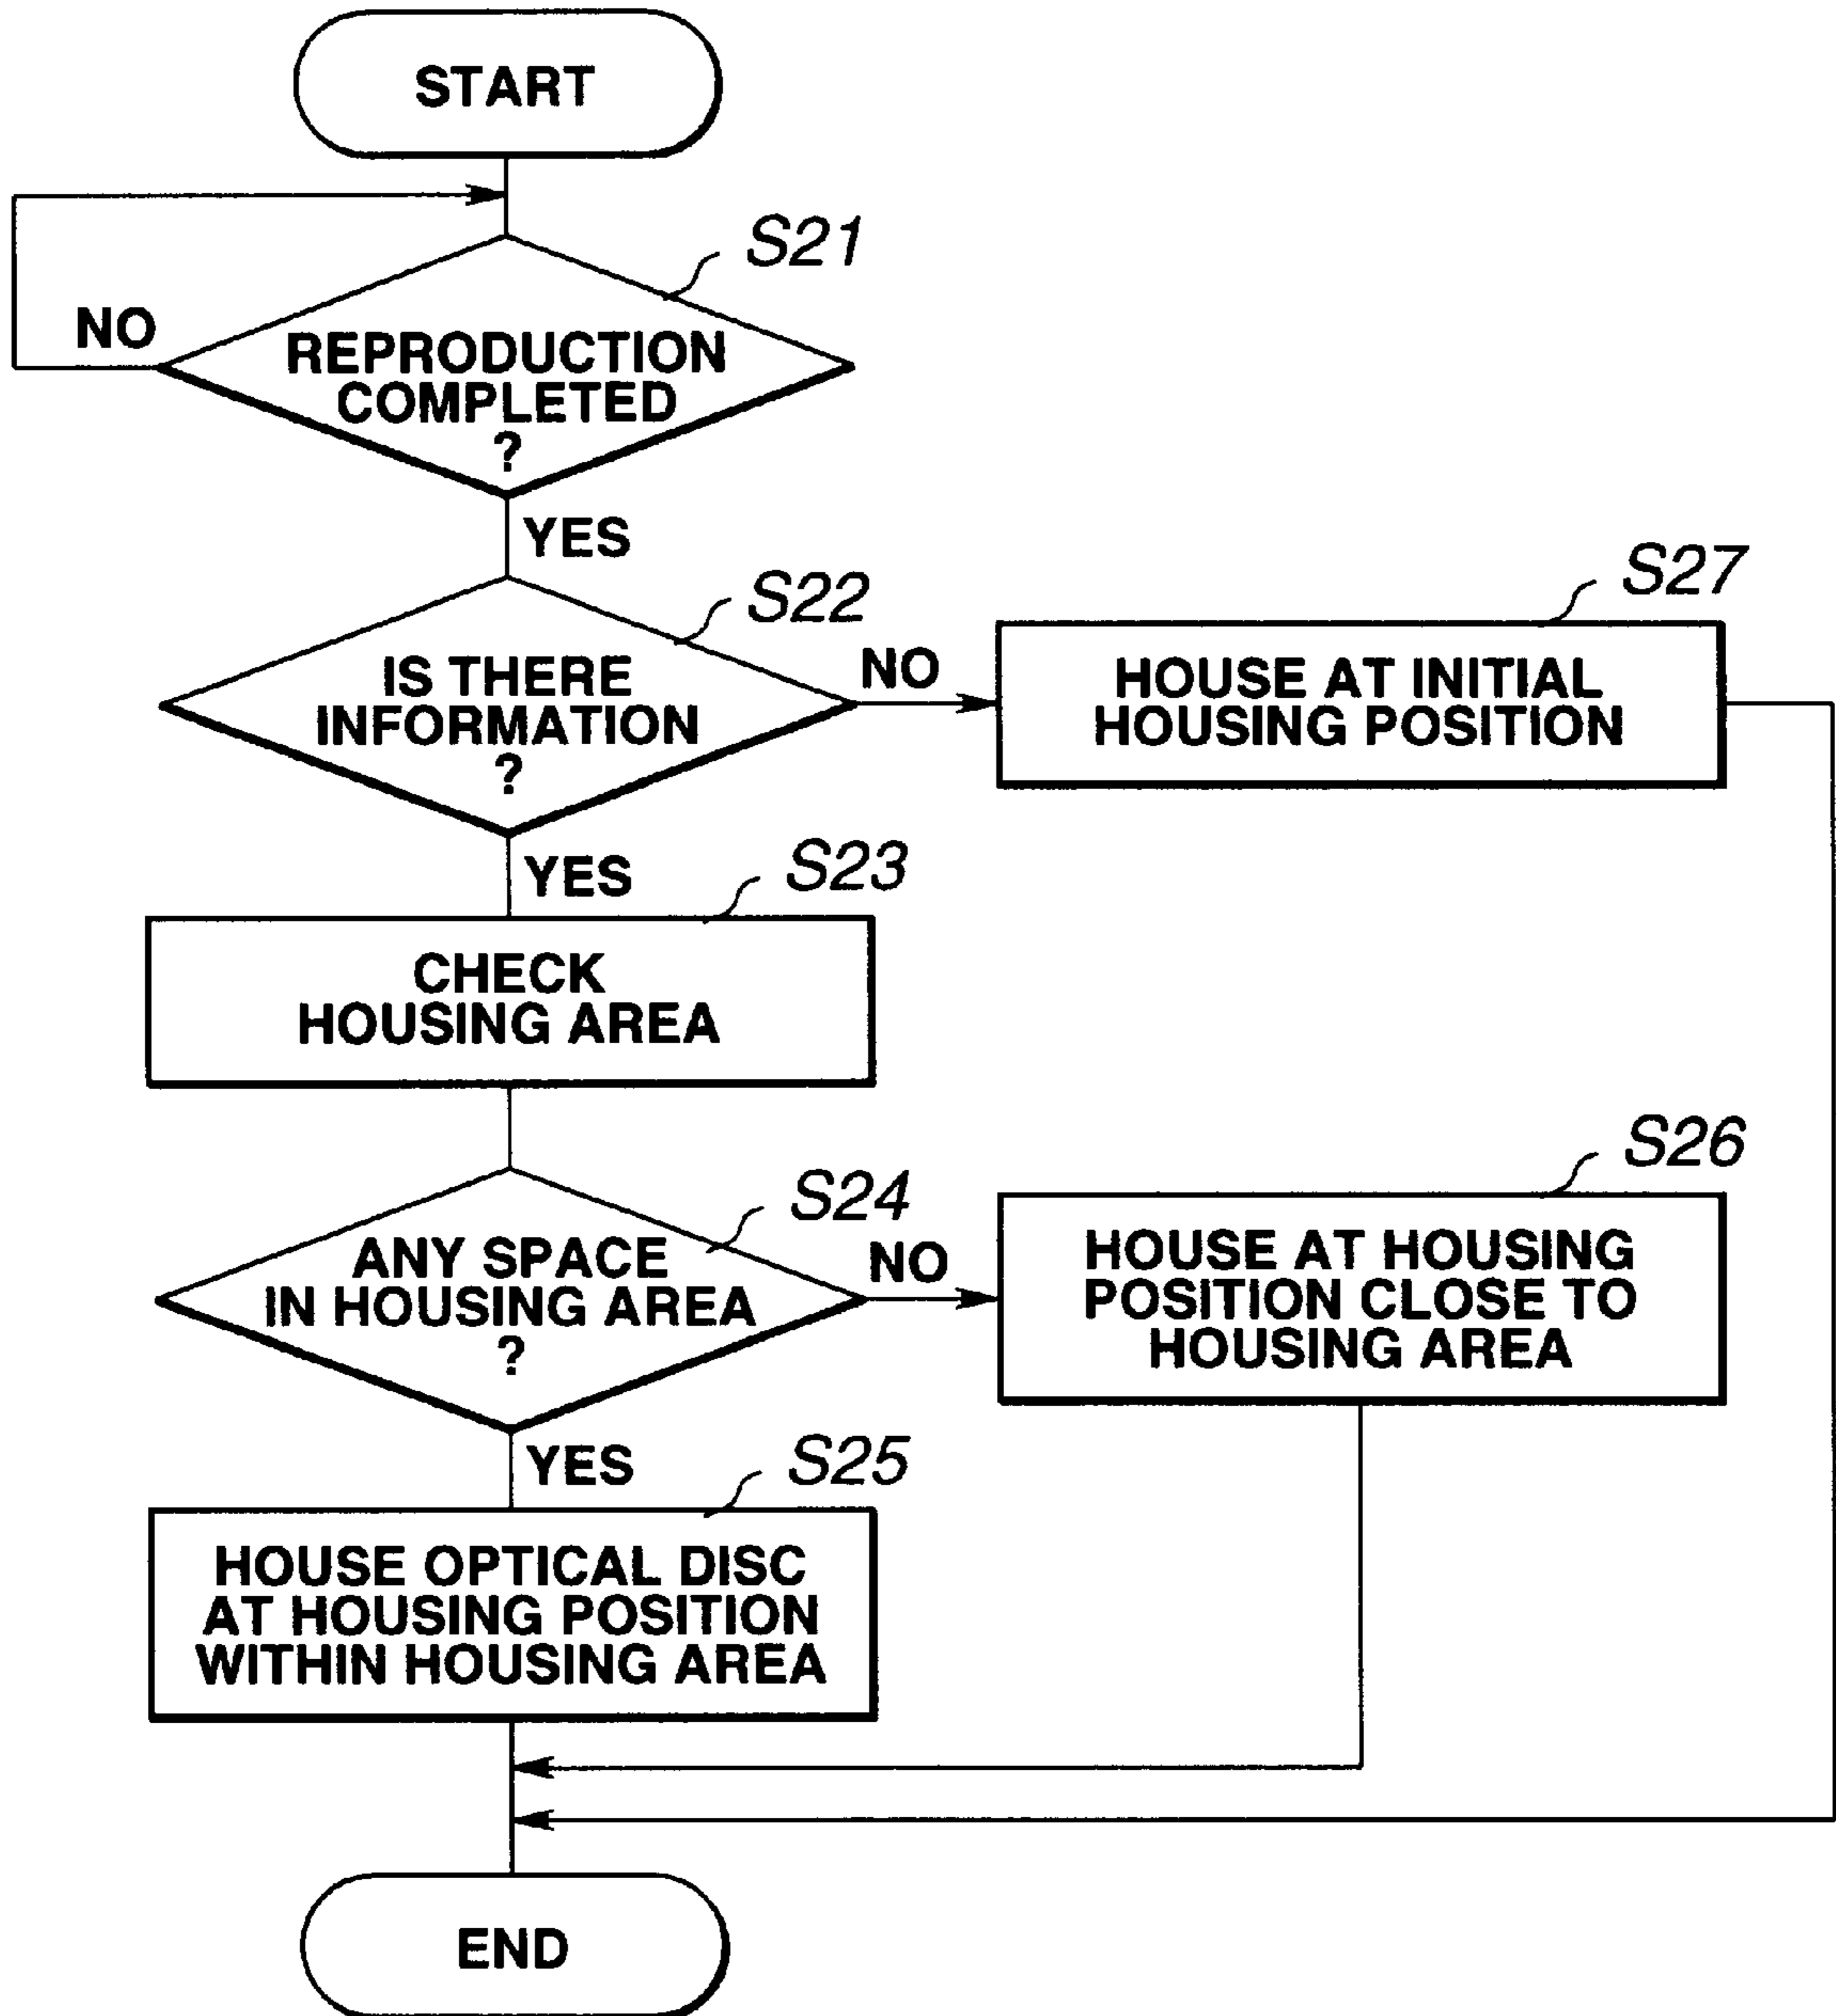 START
S21
NO
REPRODUCTION
COMPLETED
?
YES
S22
IS THERE
INFORMATION
?
NO
S27
HOUSE AT INITIAL
HOUSING POSITION
YES
S23
CHECK
HOUSING AREA
S24
ANY SPACE
IN HOUSING AREA
?
NO
S26
HOUSE AT HOUSING
POSITION CLOSE TO
HOUSING AREA
YES
S25
HOUSE OPTICAL DISC
AT HOUSING POSITION
WITHIN HOUSING AREA
END